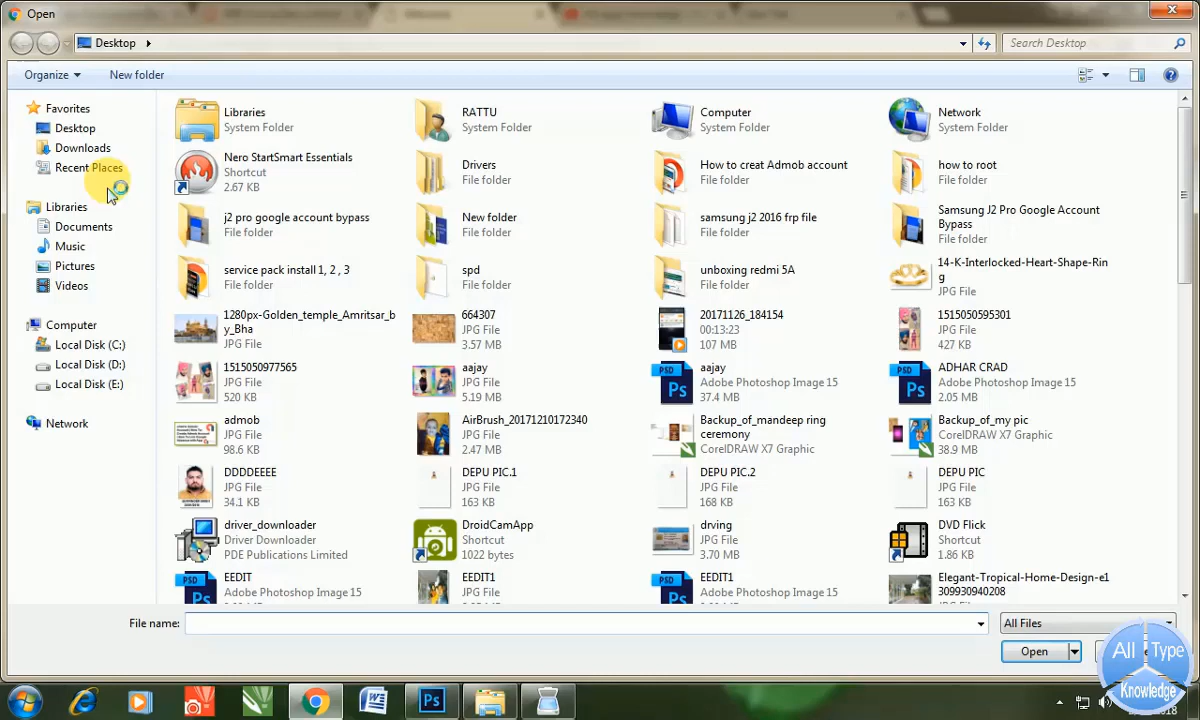 Open
Desktop
Search Desktop
Organize
New folder
Favorites
Desktop
Downloads
Recent Places
Libraries
Documents
Music
Pictures
Videos
Computer
Local Disk (C:)
Local Disk (D:)
Local Disk (E:)
Network
Libraries
System Folder
RATTU
System Folder
Computer
System Folder
Network
System Folder
Nero StartSmart Essentials
Shortcut
2.67 KB
Drivers
File folder
How to creat Admob account
File folder
how to root
File folder
j2 pro google account bypass
File folder
New folder
File folder
samsung j2 2016 frp file
File folder
Samsung J2 Pro Google Account
Bypass
File folder
service pack install 1, 2 , 3
File folder
spd
File folder
unboxing redmi 5A
File folder
14-K-Interlocked-Heart-Shape-Rin
g
JPG File
1280px-Golden_temple_Amritsar_b
y_Bha
JPG File
664307
JPG File
3.57 MB
20171126_184154
00:13:23
107 MB
1515050595301
JPG File
427 KB
1515050977565
JPG File
520 KB
aajay
JPG File
5.19 MB
aajay
Adobe Photoshop Image 15
37.4 MB
ADHAR CRAD
Adobe Photoshop Image 15
2.05 MB
admob
JPG File
98.6 KB
AirBrush_20171210172340
JPG File
2.47 MB
Backup_of_mandeep ring
ceremony
CorelDRAW X7 Graphic
Backup_of_my pic
CorelDRAW X7 Graphic
38.9 MB
DDDDEEEE
JPG File
34.1 KB
DEPU PIC.1
JPG File
163 KB
DEPU PIC.2
JPG File
168 KB
DEPU PIC
JPG File
163 KB
driver_downloader
Driver Downloader
PDE Publications Limited
DroidCamApp
Shortcut
1022 bytes
drving
JPG File
3.70 MB
DVD Flick
Shortcut
1.86 KB
EEDIT
Adobe Photoshop Image 15
EEDIT1
JPG File
EEDIT1
Adobe Photoshop Image 15
Elegant-Tropical-Home-Design-e1
309930940208
File name:
All Files
Open
All Type
Knowledge